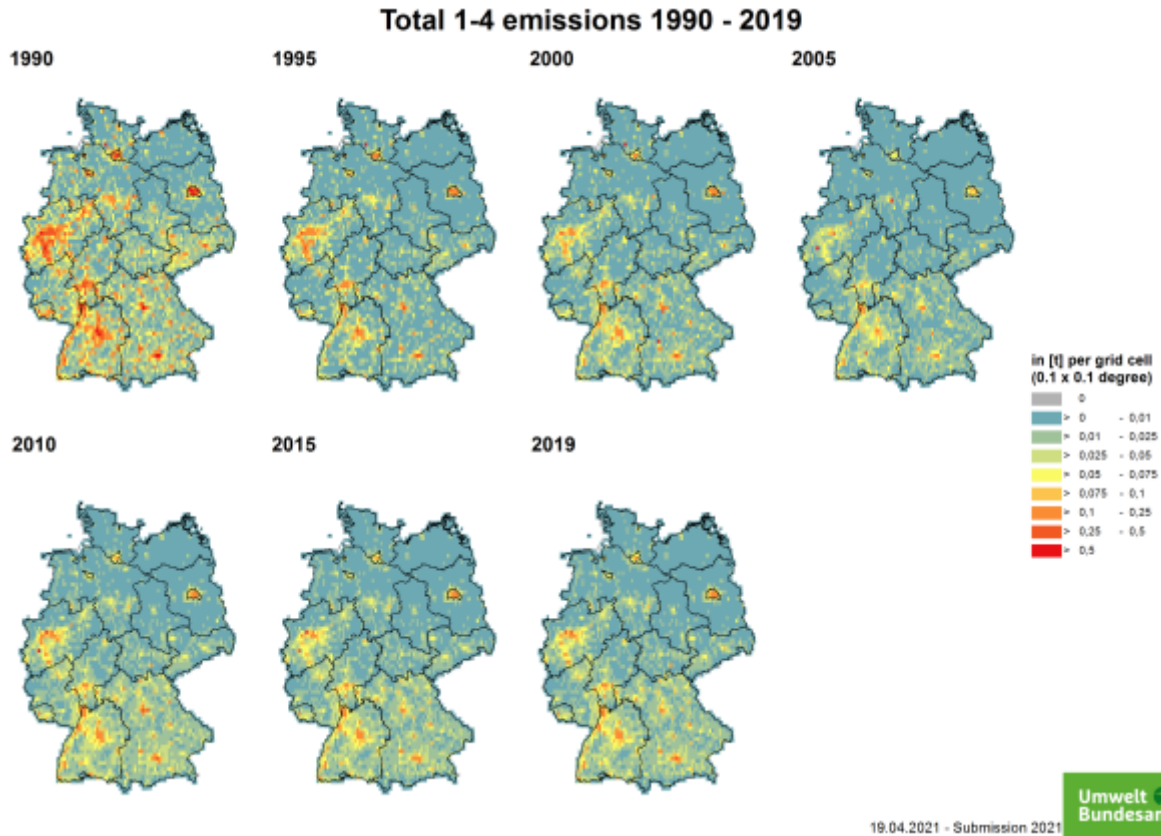 Total 1-4 emissions 1990 - 2019
1990
1995
2000
2005
in [t] per grid cell
(0.1 x 0.1 degree)
0
> 0 - 0,01
> 0,01 - 0,025
> 0,025 - 0,05
> 0,05 - 0,075
> 0,075 - 0,1
> 0,1 - 0,25
> 0,25 - 0,5
> 0,5
2010
2015
2019
Umwelt
Bundesa
19.04.2021 - Submission 2021